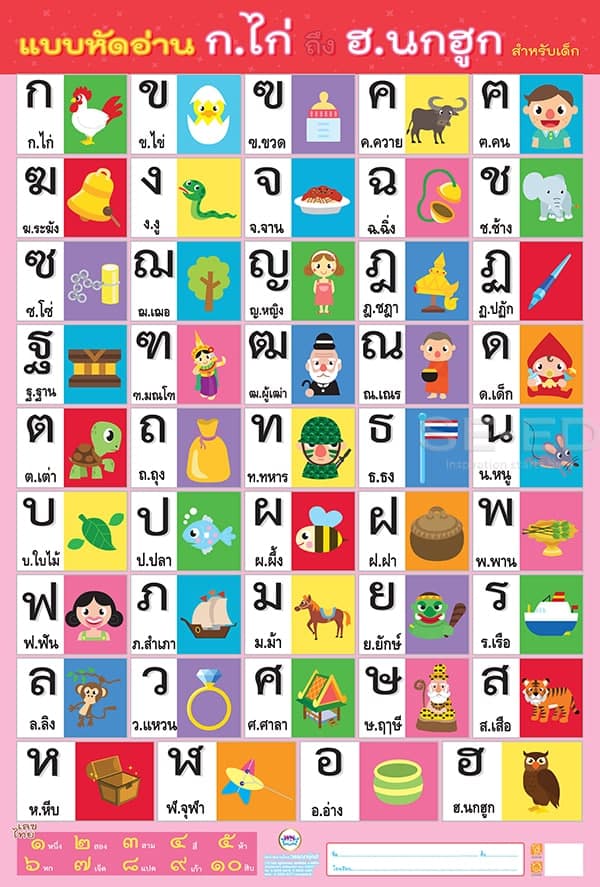 แบบหัดอ่าน ก.ไก่ ถึง ฮ.นกฮูก สำหรับเด็ก
ก ข ฃ ค ฅ
ก.ไก่ ข.ไข่ ฃ.ขวด ค.ควาย ฅ.คน
ฆ ง จ ฉ ช
ฆ.ระฆัง ง.งู จ.จาน ฉ.ฉิ่ง ช.ช้าง
ซ ฌ ญ ฎ ฏ
ซ.โซ่ ฌ.เฌอ ญ.หญิง ฎ.ชฎา ฏ.ปฏัก
ฐ ฑ ฒ ณ ด
ฐ.ฐาน ฑ.มณโฑ ฒ.ผู้เฒ่า ณ.เณร ด.เด็ก
ต ถ ท ธ น
ต.เต่า ถ.ถุง ท.ทหาร ธ.ธง น.หนู
SE-ED
บ ป ผ ฝ พ
บ.ใบไม้ ป.ปลา ผ.ผึ้ง ฝ.ฝา พ.พาน
ฟ ภ ม ย ร
ฟ.ฟัน ภ.สำเภา ม.ม้า ย.ยักษ์ ร.เรือ
ล ว ศ ษ ส
ล.ลิง ว.แหวน ศ.ศาลา ษ.ฤๅษี ส.เสือ
ห ฬ อ ฮ
ห.หีบ ฬ.จุฬา อ.อ่าง ฮ.นกฮูก
เลขไทย
๑ หนึ่ง ๒ สอง ๓ สาม ๔ สี่ ๕ ห้า
๖ หก ๗ เจ็ด ๘ แปด ๙ เก้า ๑๐ สิบ
ชื่อ